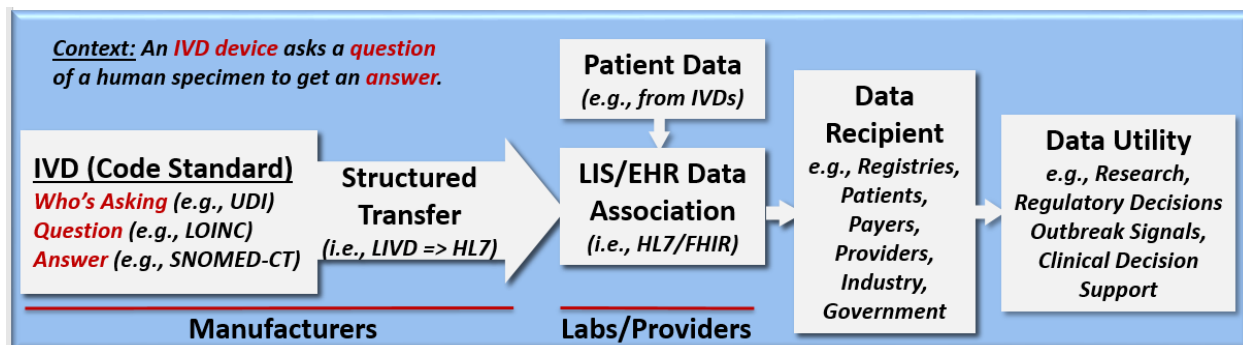 Context: An IVD device asks a question
of a human specimen to get an answer.
IVD (Code Standard)
Who's Asking (e.g., UDI)
Question (e.g., LOINC)
Answer (e.g., SNOMED-CT)
Structured
Transfer
(i.e., LIVD => HL7)
Manufacturers
Patient Data
(e.g., from IVDs)
LIS/EHR Data
Association
(i.e., HL7/FHIR)
Labs/Providers
Data
Recipient
e.g., Registries,
Patients,
Payers,
Providers,
Industry,
Government
Data Utility
e.g., Research,
Regulatory Decisions
Outbreak Signals,
Clinical Decision
Support